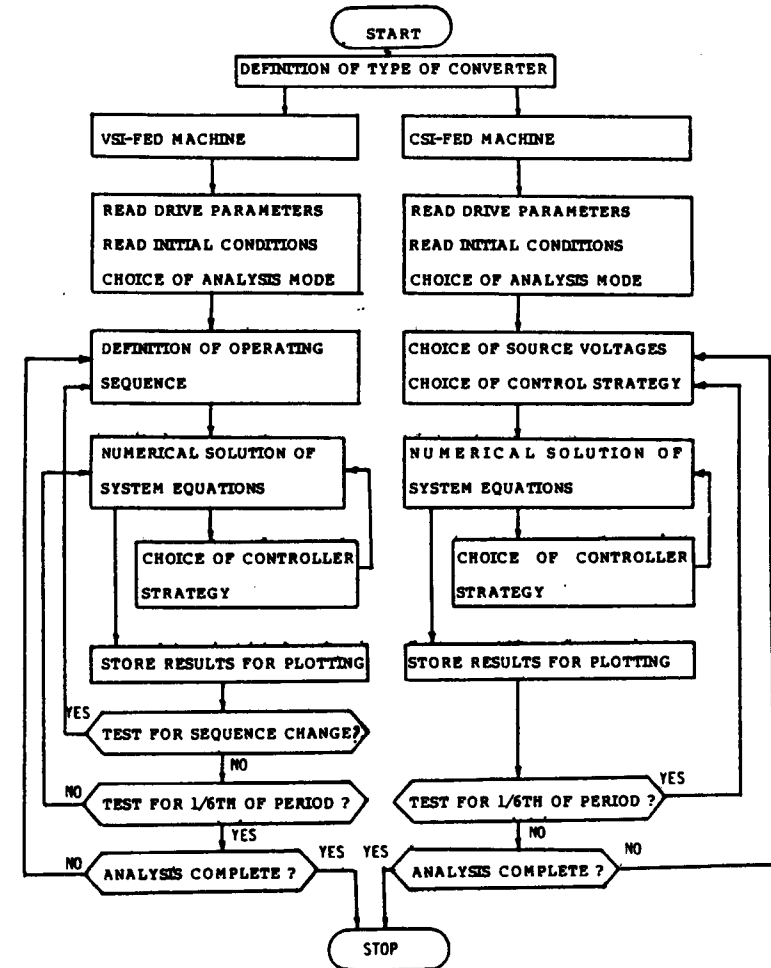 START
DEFINITION OF TYPE OF CONVERTER
VSI-FED MACHINE
READ DRIVE PARAMETERS
READ INITIAL CONDITIONS
CHOICE OF ANALYSIS MODE
DEFINITION OF OPERATING
SEQUENCE
NUMERICAL SOLUTION OF
SYSTEM EQUATIONS
CHOICE OF CONTROLLER
STRATEGY
STORE RESULTS FOR PLOTTING
YES
TEST FOR SEQUENCE CHANGE?
NO
NO
TEST FOR 1/6TH OF PERIOD ?
YES
NO
ANALYSIS COMPLETE ?
YES
CSI-FED MACHINE
READ DRIVE PARAMETERS
READ INITIAL CONDITIONS
CHOICE OF ANALYSIS MODE
CHOICE OF SOURCE VOLTAGES
CHOICE OF CONTROL STRATEGY
NUMERICAL SOLUTION OF
SYSTEM EQUATIONS
CHOICE OF CONTROLLER
STRATEGY
STORE RESULTS FOR PLOTTING
TEST FOR 1/6TH OF PERIOD ?
YES
NO
YES
ANALYSIS COMPLETE ?
NO
STOP